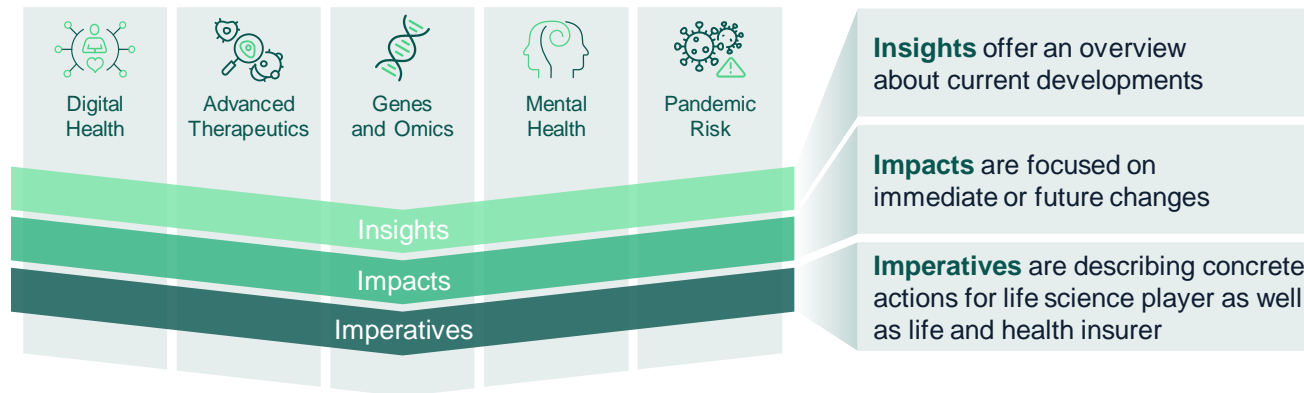 Digital
Health
Advanced
Therapeutics
Genes
and Omics
Mental
Health
Pandemic
Risk
Insights
Impacts
Imperatives
Insights offer an overview
about current developments
Impacts are focused on
immediate or future changes
Imperatives are describing concrete
actions for life science player as well
as life and health insurer